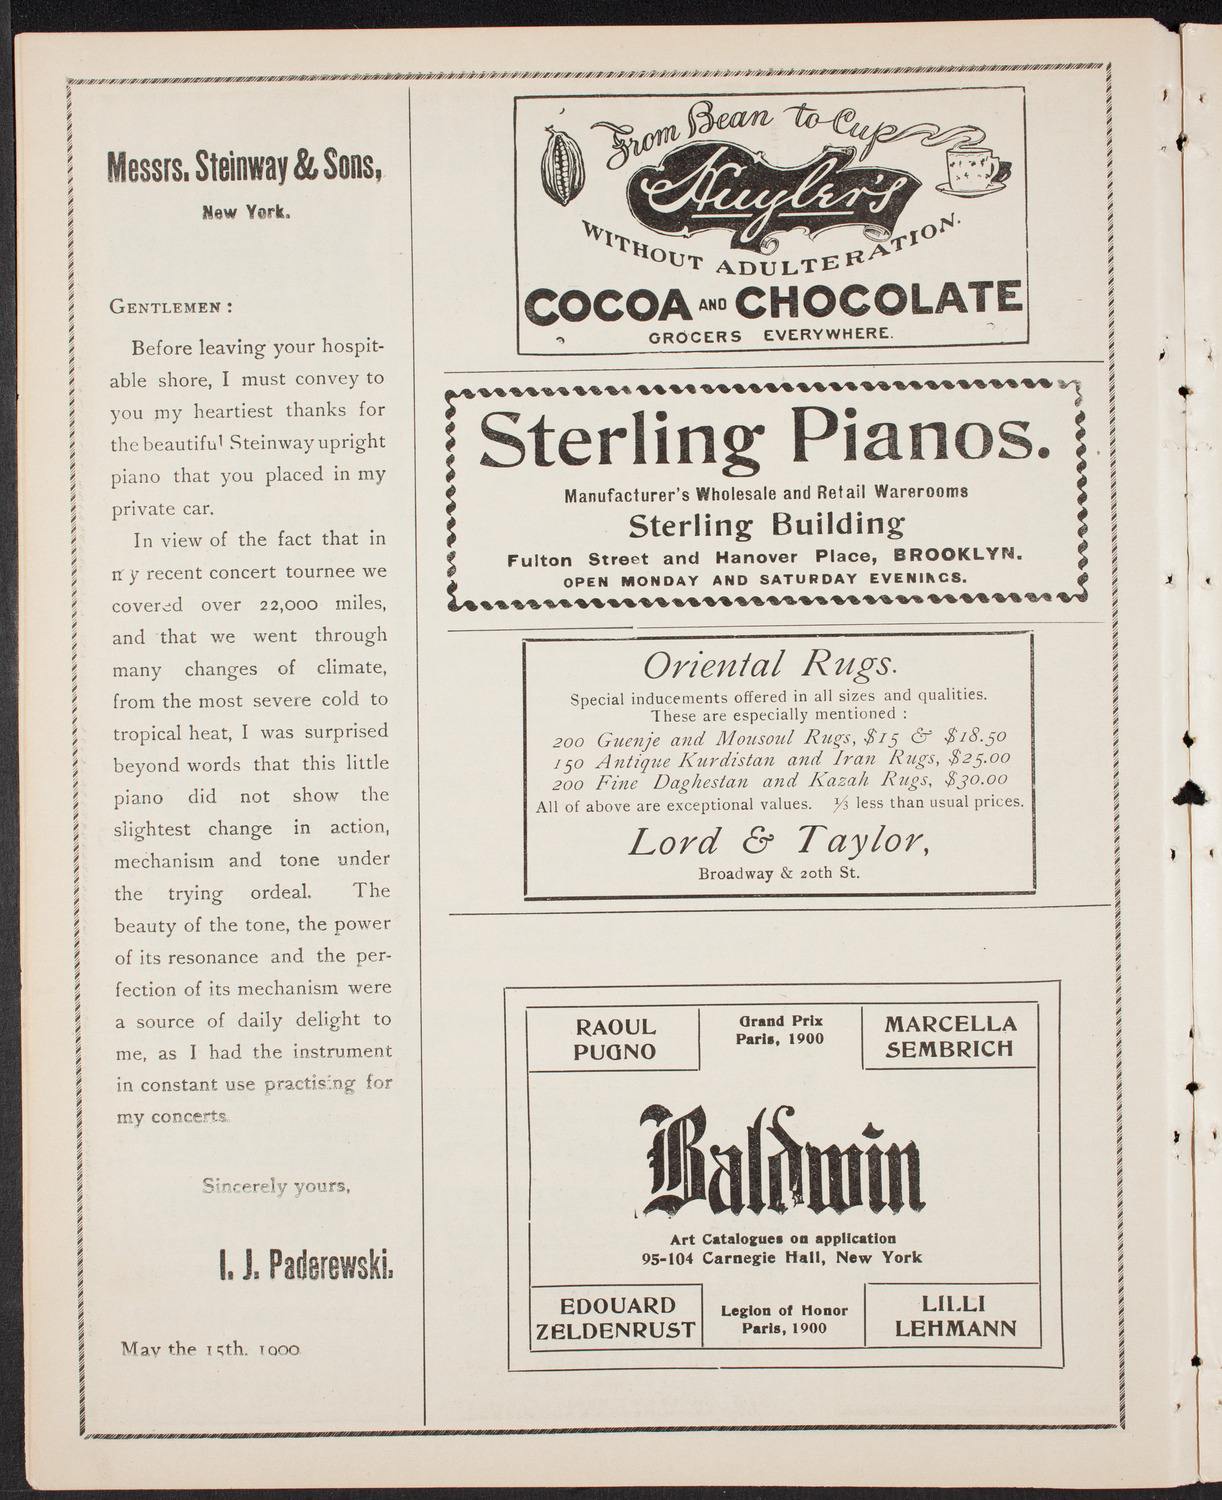 Messrs. Steinway & Sons,
New York.
GENTLEMEN :
Before leaving your hospit-
able shore, I must convey to
you my heartiest thanks for
the beautiful Steinway upright
piano that you placed in my
private car.
In view of the fact that in
my recent concert tournee we
covered over 22,000 miles,
and that we went through
many changes of climate,
from the most severe cold to
tropical heat, I was surprised
beyond words that this little
piano did not show the
slightest change in action,
mechanism and tone under
the trying ordeal. The
beauty of the tone, the power
of its resonance and the per-
fection of its mechanism were
a source of daily delight to
me, as I had the instrument
in constant use practising for
my concerts.
Sincerely yours,
I. J. Paderewski.
May the 15th, 1900
From Bean to Cup
Huyler's
WITHOUT ADULTERATION.
COCOA AND CHOCOLATE
GROCERS EVERYWHERE.
Sterling Pianos.
Manufacturer's Wholesale and Retail Warerooms
Sterling Building
Fulton Street and Hanover Place, BROOKLYN.
OPEN MONDAY AND SATURDAY EVENINGS.
Oriental Rugs.
Special inducements offered in all sizes and qualities.
These are especially mentioned :
200 Guenje and Mousoul Rugs, $15 & $18.50
150 Antique Kurdistan and Iran Rugs, $25.00
200 Fine Daghestan and Kazah Rugs, $30.00
All of above are exceptional values. ⅓ less than usual prices.
Lord & Taylor,
Broadway & 20th St.
RAOUL
PUGNO
Grand Prix
Paris, 1900
MARCELLA
SEMBRICH
Baldwin
Art Catalogues on application
95-104 Carnegie Hall, New York
EDOUARD
ZELDENRUST
Legion of Honor
Paris, 1900
LILLI
LEHMANN